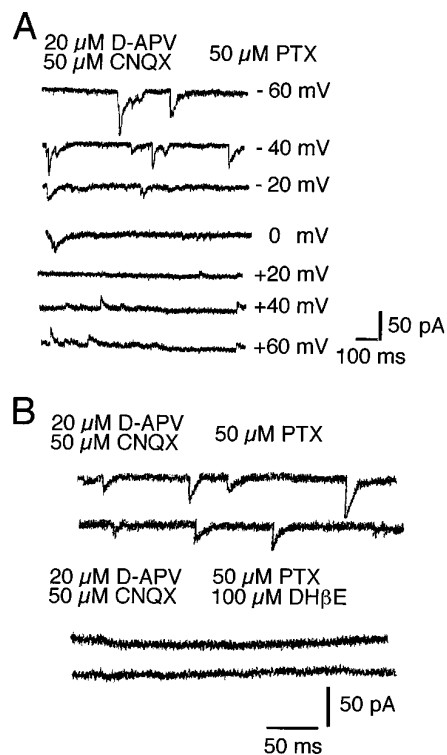 A
20 µM D-APV 50 µM PTX
50 µM CNQX
- 60 mV
- 40 mV
- 20 mV
0 mV
+20 mV
+40 mV
+60 mV
50 pA
100 ms
B
20 µM D-APV 50 µM PTX
50 µM CNQX
20 µM D-APV 50 µM PTX
50 µM CNQX 100 µM DHβE
50 pA
50 ms